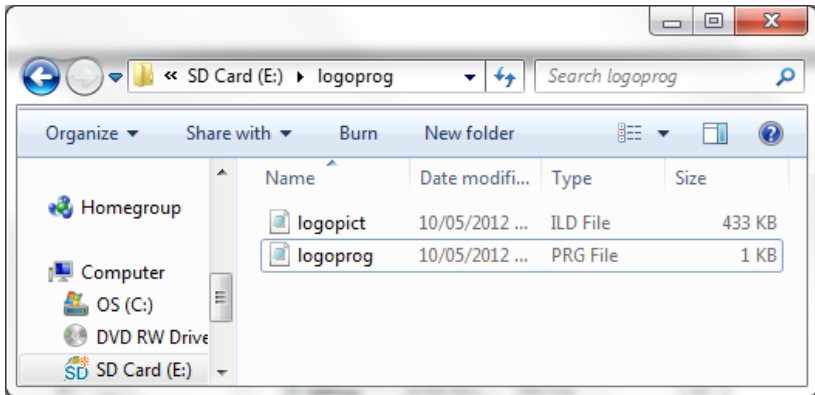 « SD Card (E:) logoprog Search logoprog
Organize Share with Burn New folder
Name Date modifi... Type Size
Homegroup
logopict 10/05/2012 ... ILD File 433 KB
logoprog 10/05/2012 ... PRG File 1 KB
Computer
OS (C:)
DVD RW Drive
SD Card (E:)